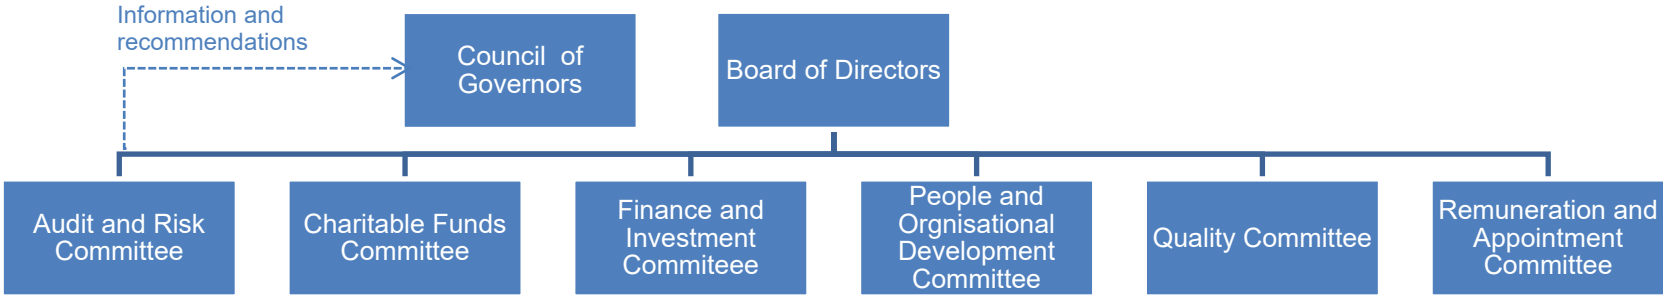 Information and
recommendations
Council of
Governors
Board of Directors
Audit and Risk
Committee
Charitable Funds
Committee
Finance and
Investment
Commiteee
People and
Orgnisational
Development
Committee
Quality Committee
Remuneration and
Appointment
Committee